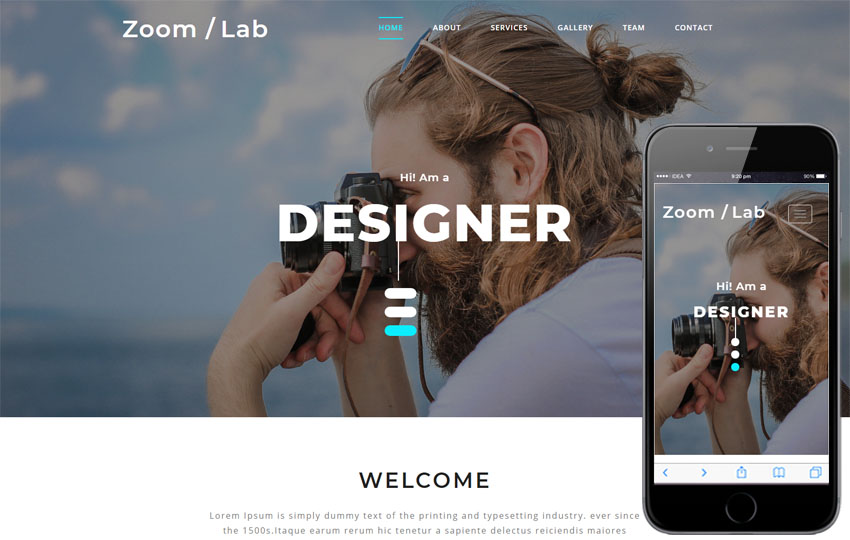 Zoom / Lab
HOME ABOUT SERVICES GALLERY TEAM CONTACT
Hi! Am a
DESIGNER
WELCOME
Lorem Ipsum is simply dummy text of the printing and typesetting industry. ever since
the 1500s.Itaque earum rerum hic tenetur a sapiente delectus reiciendis maiores
IDEA 9:20 pm 90%
Zoom / Lab
Hi! Am a
DESIGNER